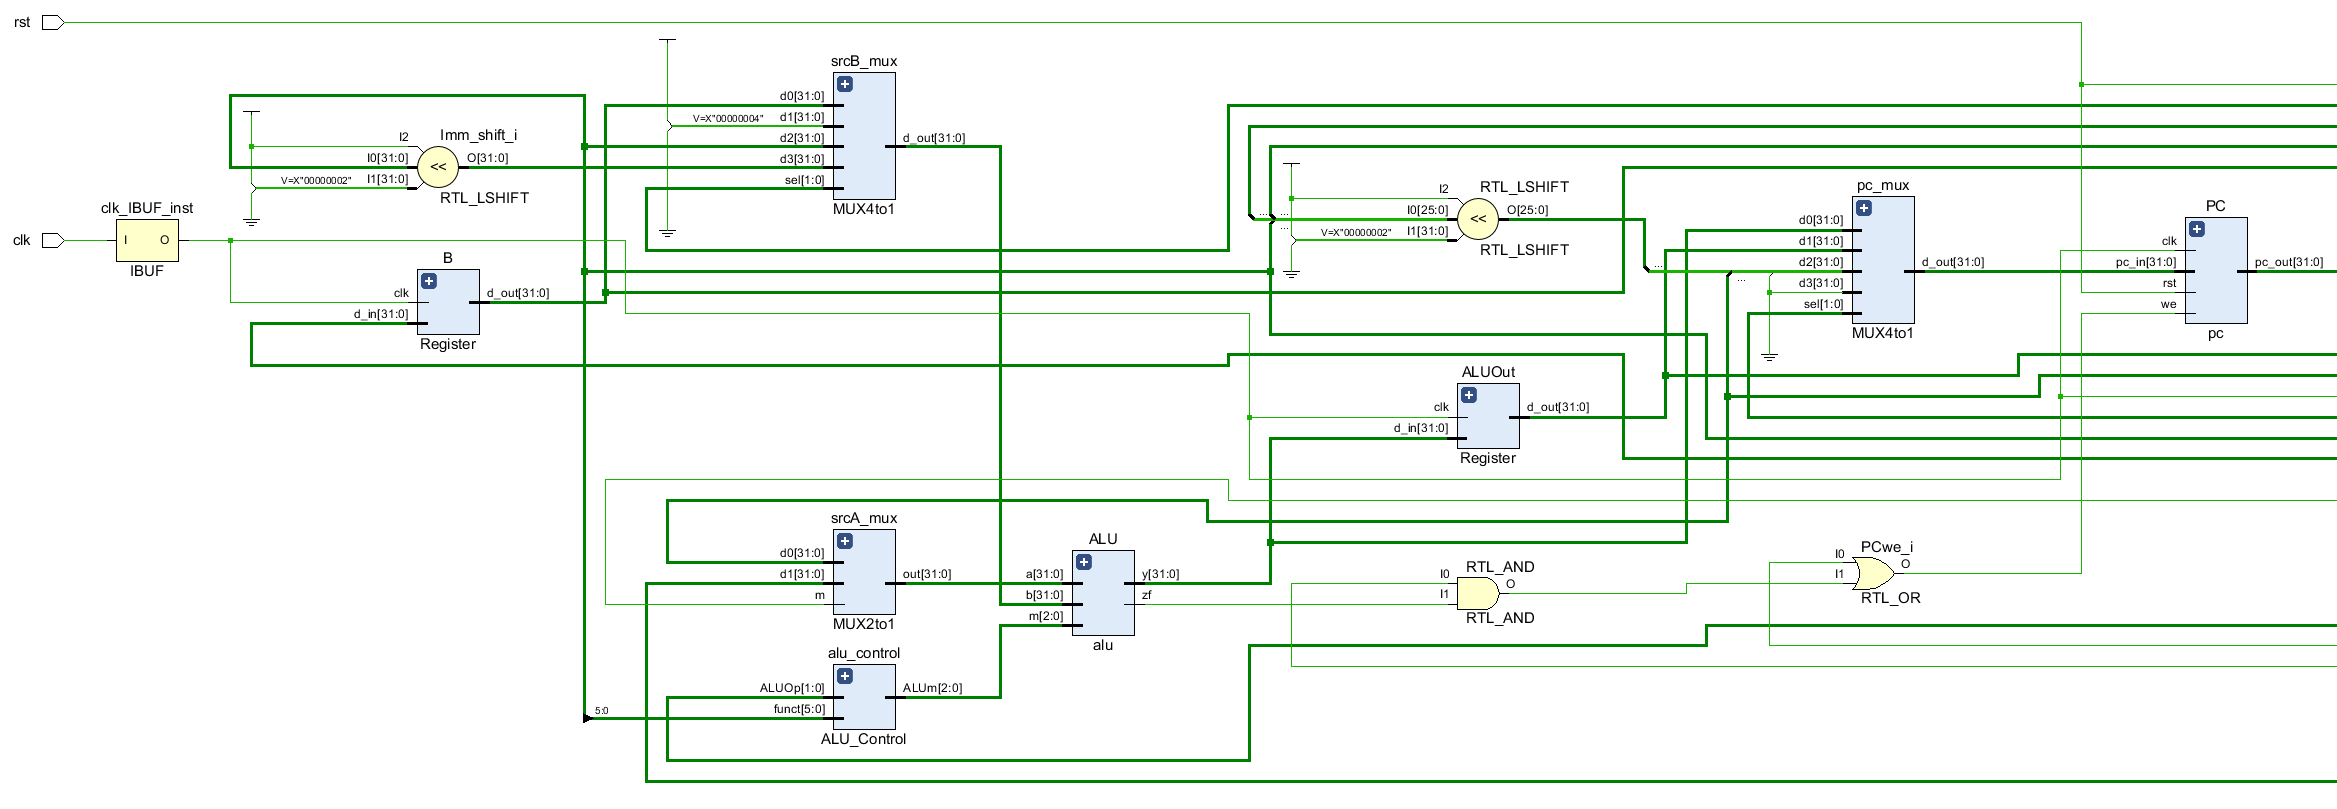 rst
clk
clk_IBUF_inst
I
O
IBUF
I2
Imm_shift_i
I0[31:0]
<<
O[31:0]
V=X"00000002"
I1[31:0]
RTL_LSHIFT
B
clk
d_in[31:0]
d_out[31:0]
Register
srcB_mux
d0[31:0]
V=X"00000004"
d1[31:0]
d2[31:0]
d3[31:0]
sel[1:0]
d_out[31:0]
MUX4to1
srcA_mux
d0[31:0]
d1[31:0]
m
out[31:0]
MUX2to1
alu_control
ALUOp[1:0]
5:0
funct[5:0]
ALUm[2:0]
ALU_Control
ALU
a[31:0]
b[31:0]
m[2:0]
y[31:0]
zf
alu
...
...
...
I2
RTL_LSHIFT
I0[25:0]
<<
O[25:0]
V=X"00000002"
I1[31:0]
RTL_LSHIFT
ALUOut
clk
d_in[31:0]
d_out[31:0]
Register
RTL_AND
I0
I1
O
RTL_AND
...
...
pc_mux
d0[31:0]
d1[31:0]
d2[31:0]
d3[31:0]
sel[1:0]
d_out[31:0]
MUX4to1
PCwe_i
I0
I1
O
RTL_OR
PC
clk
pc_in[31:0]
rst
we
pc_out[31:0]
pc